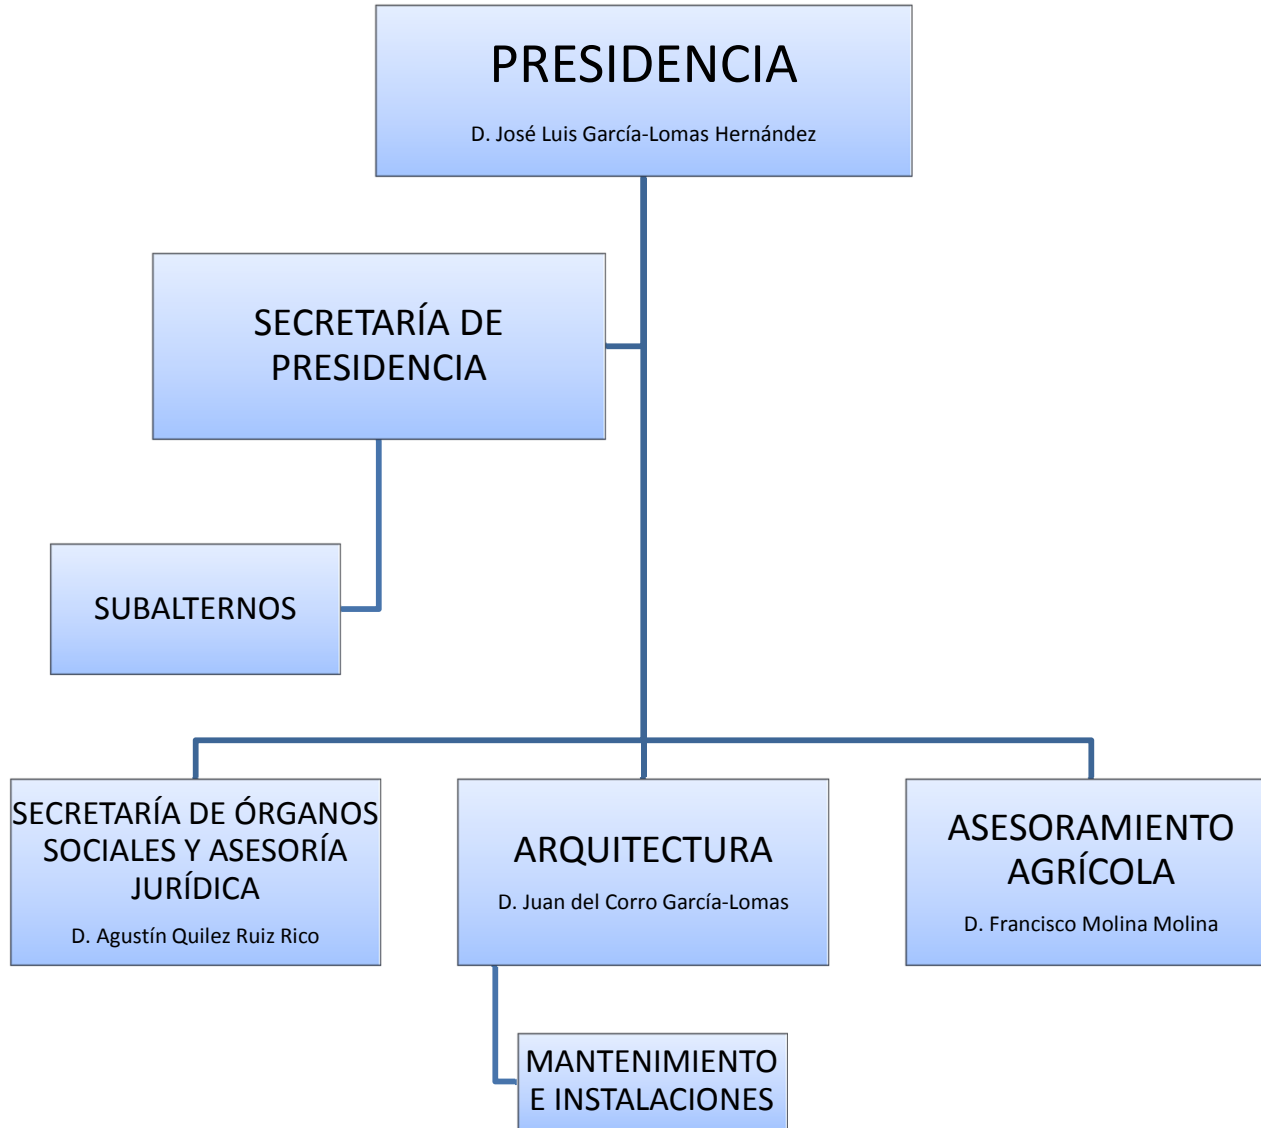 PRESIDENCIA
D. José Luis García-Lomas Hernández
SECRETARÍA DE
PRESIDENCIA
SUBALTERNOS
SECRETARÍA DE ÓRGANOS
SOCIALES Y ASESORÍA
JURÍDICA
D. Agustín Quilez Ruiz Rico
ARQUITECTURA
D. Juan del Corro García-Lomas
ASESORAMIENTO
AGRÍCOLA
D. Francisco Molina Molina
MANTENIMIENTO
E INSTALACIONES